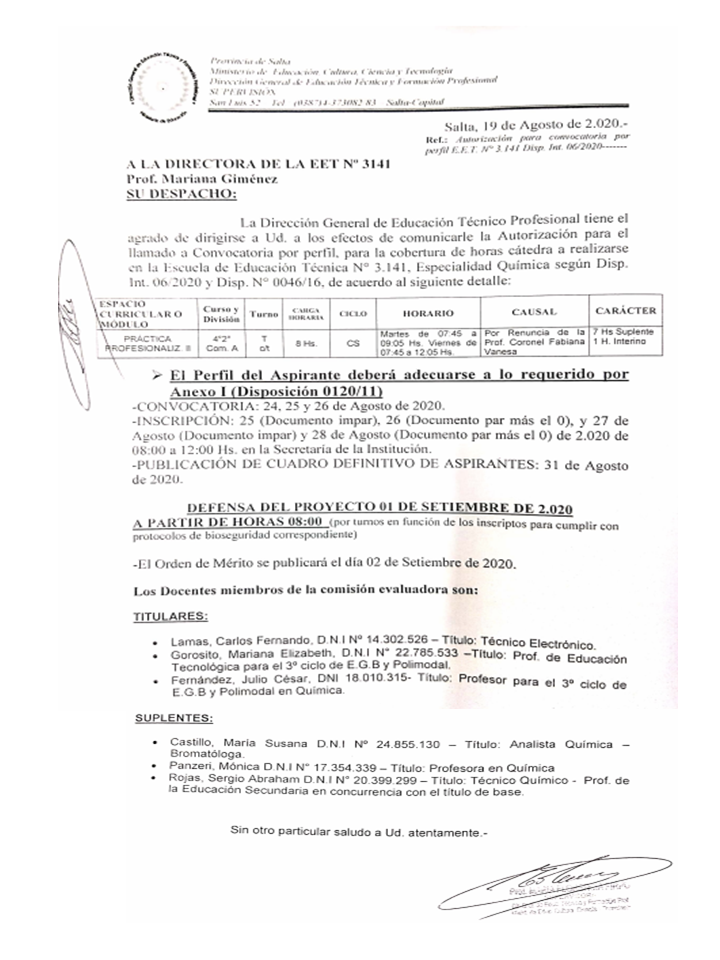 Provincia de Salta
Ministerio de Educación, Cultura, Ciencia y Tecnología
Dirección General de Educación Técnica y Formación Profesional
SUPERVISIÓN
San Luis 52 Tel (0387)4-373082/83 Salta-Capital
Salta, 19 de Agosto de 2.020.-
Ref.: Autorización para convocatoria por
perfil E.E.T. Nº 3.141 Disp. Int. 06/2020-------
A LA DIRECTORA DE LA EET Nº 3141
Prof. Mariana Giménez
SU DESPACHO:
La Dirección General de Educación Técnico Profesional tiene el
agrado de dirigirse a Ud. a los efectos de comunicarle la Autorización para el
llamado a Convocatoria por perfil, para la cobertura de horas cátedra a realizarse
en la Escuela de Educación Técnica Nº 3.141, Especialidad Química según Disp.
Int. 06/2020 y Disp. Nº 0046/16, de acuerdo al siguiente detalle:
ESPACIO CURRICULAR O MÓDULO Curso y División Turno CARGA HORARIA CICLO HORARIO CAUSAL CARÁCTER
PRÁCTICA PROFESIONALIZ. II 4°2° Com. A T c/t 8 Hs. CS Martes de 07:45 a 09:05 Hs. Viernes de 07:45 a 12:05 Hs. Por Renuncia de la Prof. Coronel Fabiana Vanesa 7 Hs Suplente 1 H. Interino
➢ El Perfil del Aspirante deberá adecuarse a lo requerido por
Anexo I (Disposición 0120/11)
-CONVOCATORIA: 24, 25 y 26 de Agosto de 2020.
-INSCRIPCIÓN: 25 (Documento impar), 26 (Documento par más el 0), y 27 de
Agosto (Documento impar) y 28 de Agosto (Documento par más el 0) de 2.020 de
08:00 a 12:00 Hs. en la Secretaría de la Institución.
-PUBLICACIÓN DE CUADRO DEFINITIVO DE ASPIRANTES: 31 de Agosto
de 2020.
DEFENSA DEL PROYECTO 01 DE SETIEMBRE DE 2.020
A PARTIR DE HORAS 08:00 (por turnos en función de los inscriptos para cumplir con
protocolos de bioseguridad correspondiente)
-El Orden de Mérito se publicará el día 02 de Setiembre de 2020.
Los Docentes miembros de la comisión evaluadora son:
TITULARES:
• Lamas, Carlos Fernando, D.N.I Nº 14.302.526 – Título: Técnico Electrónico.
• Gorosito, Mariana Elizabeth, D.N.I N° 22.785.533 –Título: Prof. de Educación
Tecnológica para el 3º ciclo de E.G.B y Polimodal.
• Fernández, Julio César, DNI 18.010.315- Título: Profesor para el 3º ciclo de
E.G.B y Polimodal en Química.
SUPLENTES:
• Castillo, María Susana D.N.I Nº 24.855.130 – Título: Analista Química –
Bromatóloga.
• Panzeri, Mónica D.N.I N° 17.354.339 – Título: Profesora en Química
• Rojas, Sergio Abraham D.N.I N° 20.399.299 – Título: Técnico Químico - Prof. de
la Educación Secundaria en concurrencia con el título de base.
Sin otro particular saludo a Ud. atentamente.-